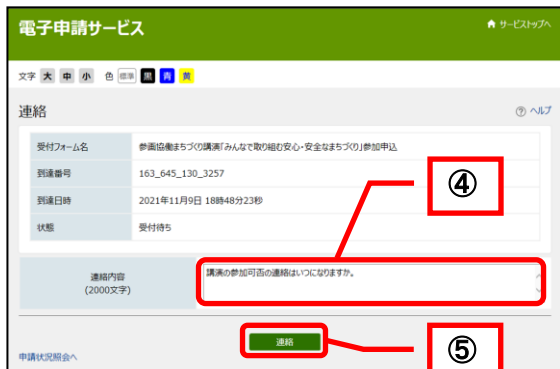 電子申請サービス
サービストップへ
文字 大 中 小 色 標準 黒 青 黄
連絡
ヘルプ
受付フォーム名 参画協働まちづくり講演「みんなで取り組む安心・安全なまちづくり」参加申込
到達番号 163_645_130_3257
到達日時 2021年11月9日 18時48分23秒
状態 受付待ち
④
連絡内容
(2000文字)
講演の参加可否の連絡はいつになりますか。
連絡
⑤
申請状況照会へ